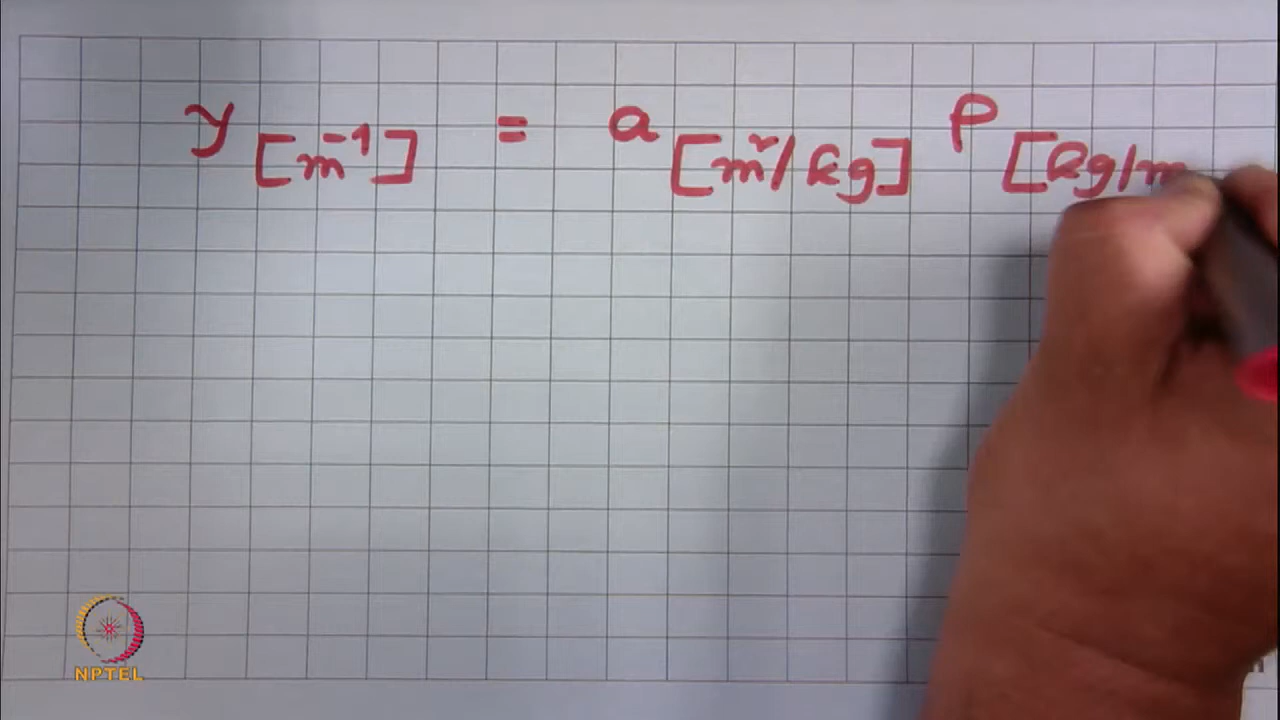 y [m⁻¹] = a [m²/kg] ρ [kg/m
NPTEL